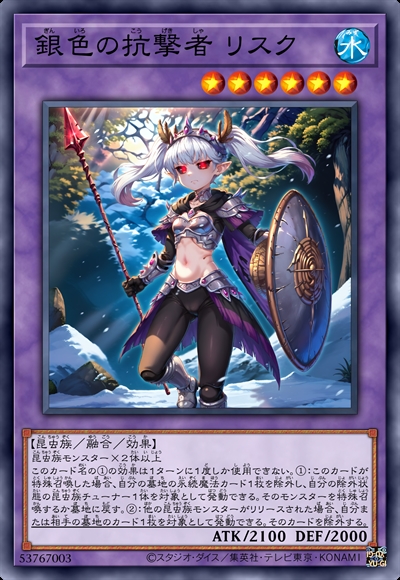 銀色の抗撃者 リスク
水
【昆虫族／融合／効果】
昆虫族モンスター×２体以上
このカード名の①の効果は１ターンに１度しか使用できない。①：このカードが
特殊召喚した場合、自分の墓地の永続魔法カード１枚を除外し、自分の除外状
態の昆虫族チューナー１体を対象として発動できる。そのモンスターを特殊召
喚するか墓地に戻す。②：他の昆虫族モンスターがリリースされた場合、自分ま
たは相手の墓地のカード１枚を対象として発動できる。そのカードを除外する。
ATK/2100 DEF/2000
53767003
©スタジオ・ダイス／集英社・テレビ東京・KONAMI